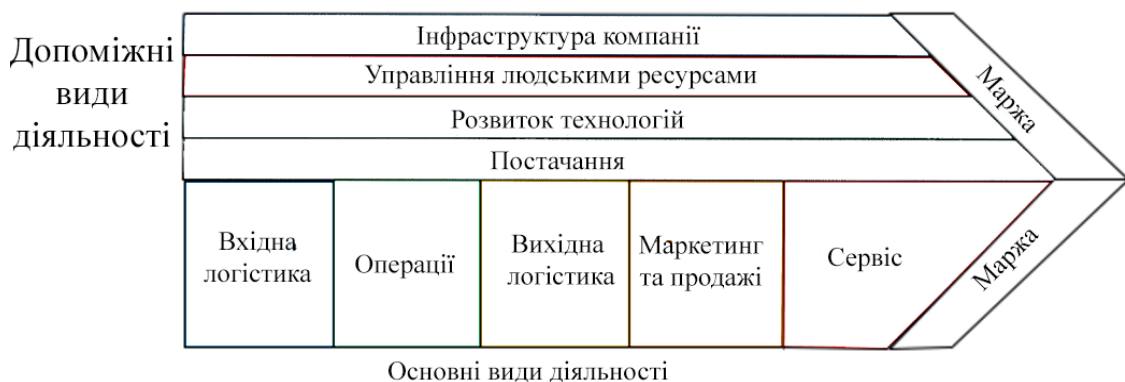 Допоміжні
види
діяльності
Інфраструктура компанії
Управління людськими ресурсами
Розвиток технологій
Постачання
Маржа
Вхідна
логістика
Операції
Вихідна
логістика
Маркетинг
та продажі
Сервіс
Маржа
Основні види діяльності